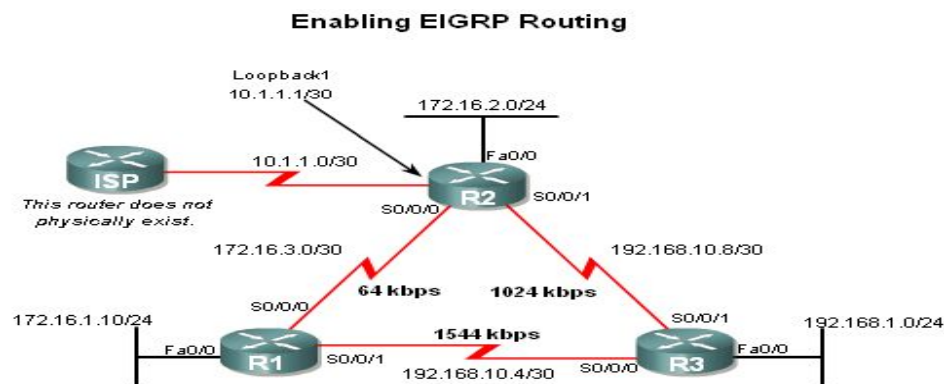 Enabling EIGRP Routing
Loopback1
10.1.1.1/30
172.16.2.0/24
10.1.1.0/30
Fa0/0
ISP
R2
This router does not
physically exist.
S0/0/0
S0/0/1
172.16.3.0/30
192.168.10.8/30
64 kbps
1024 kbps
S0/0/0
S0/0/1
172.16.1.10/24
1544 kbps
192.168.1.0/24
Fa0/0
R1
S0/0/1
192.168.10.4/30
S0/0/0
R3
Fa0/0